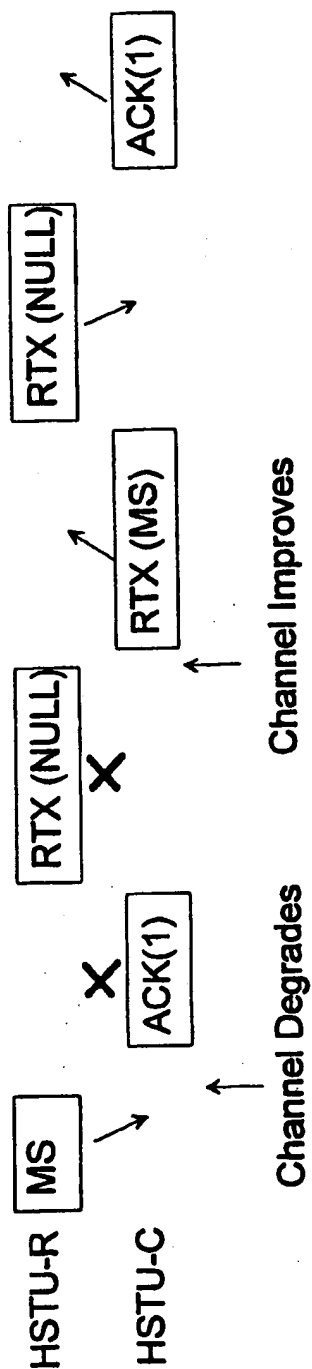 HSTU-R
MS
RTX (NULL)
RTX (NULL)
X
X
HSTU-C
ACK(1)
RTX (MS)
ACK(1)
Channel Degrades
Channel Improves